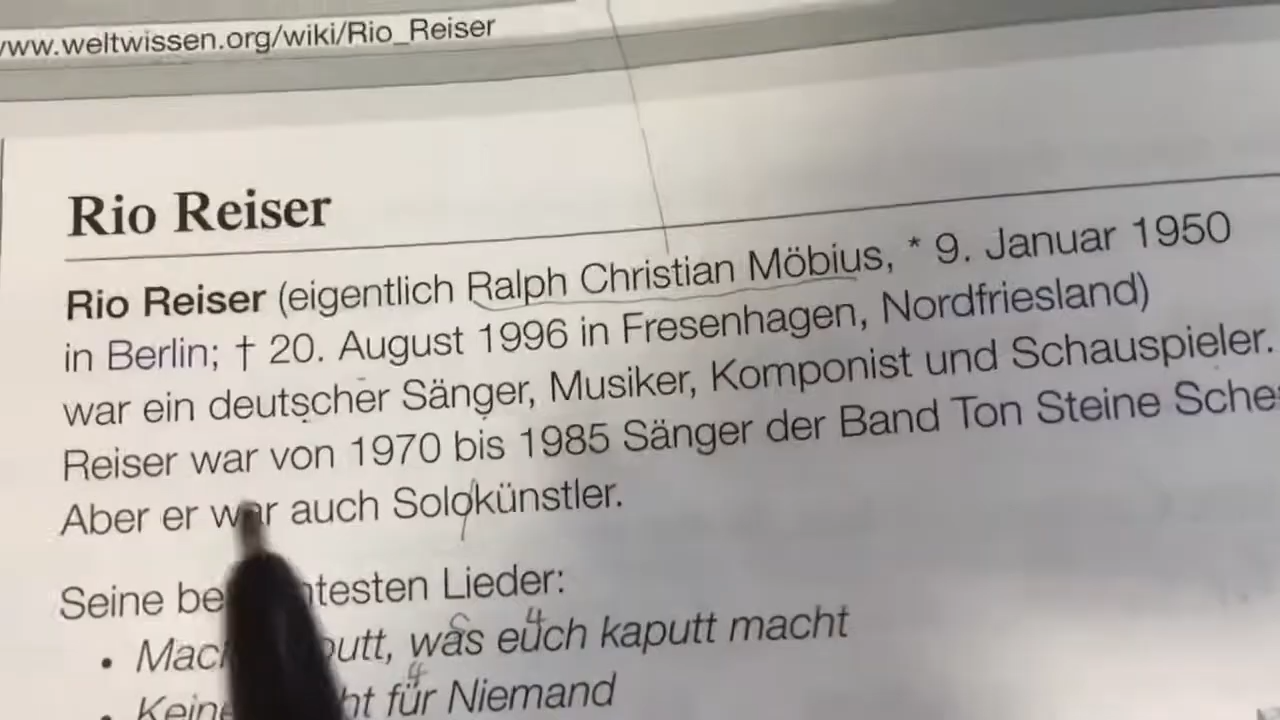 www.weltwissen.org/wiki/Rio_Reiser
Rio Reiser
Rio Reiser (eigentlich Ralph Christian Möbius, * 9. Januar 1950
in Berlin; † 20. August 1996 in Fresenhagen, Nordfriesland)
war ein deutscher Sänger, Musiker, Komponist und Schauspieler.
Reiser war von 1970 bis 1985 Sänger der Band Ton Steine
Aber er war auch Solokünstler.
Seine Lieder:
• was euch kaputt macht
• für Niemand